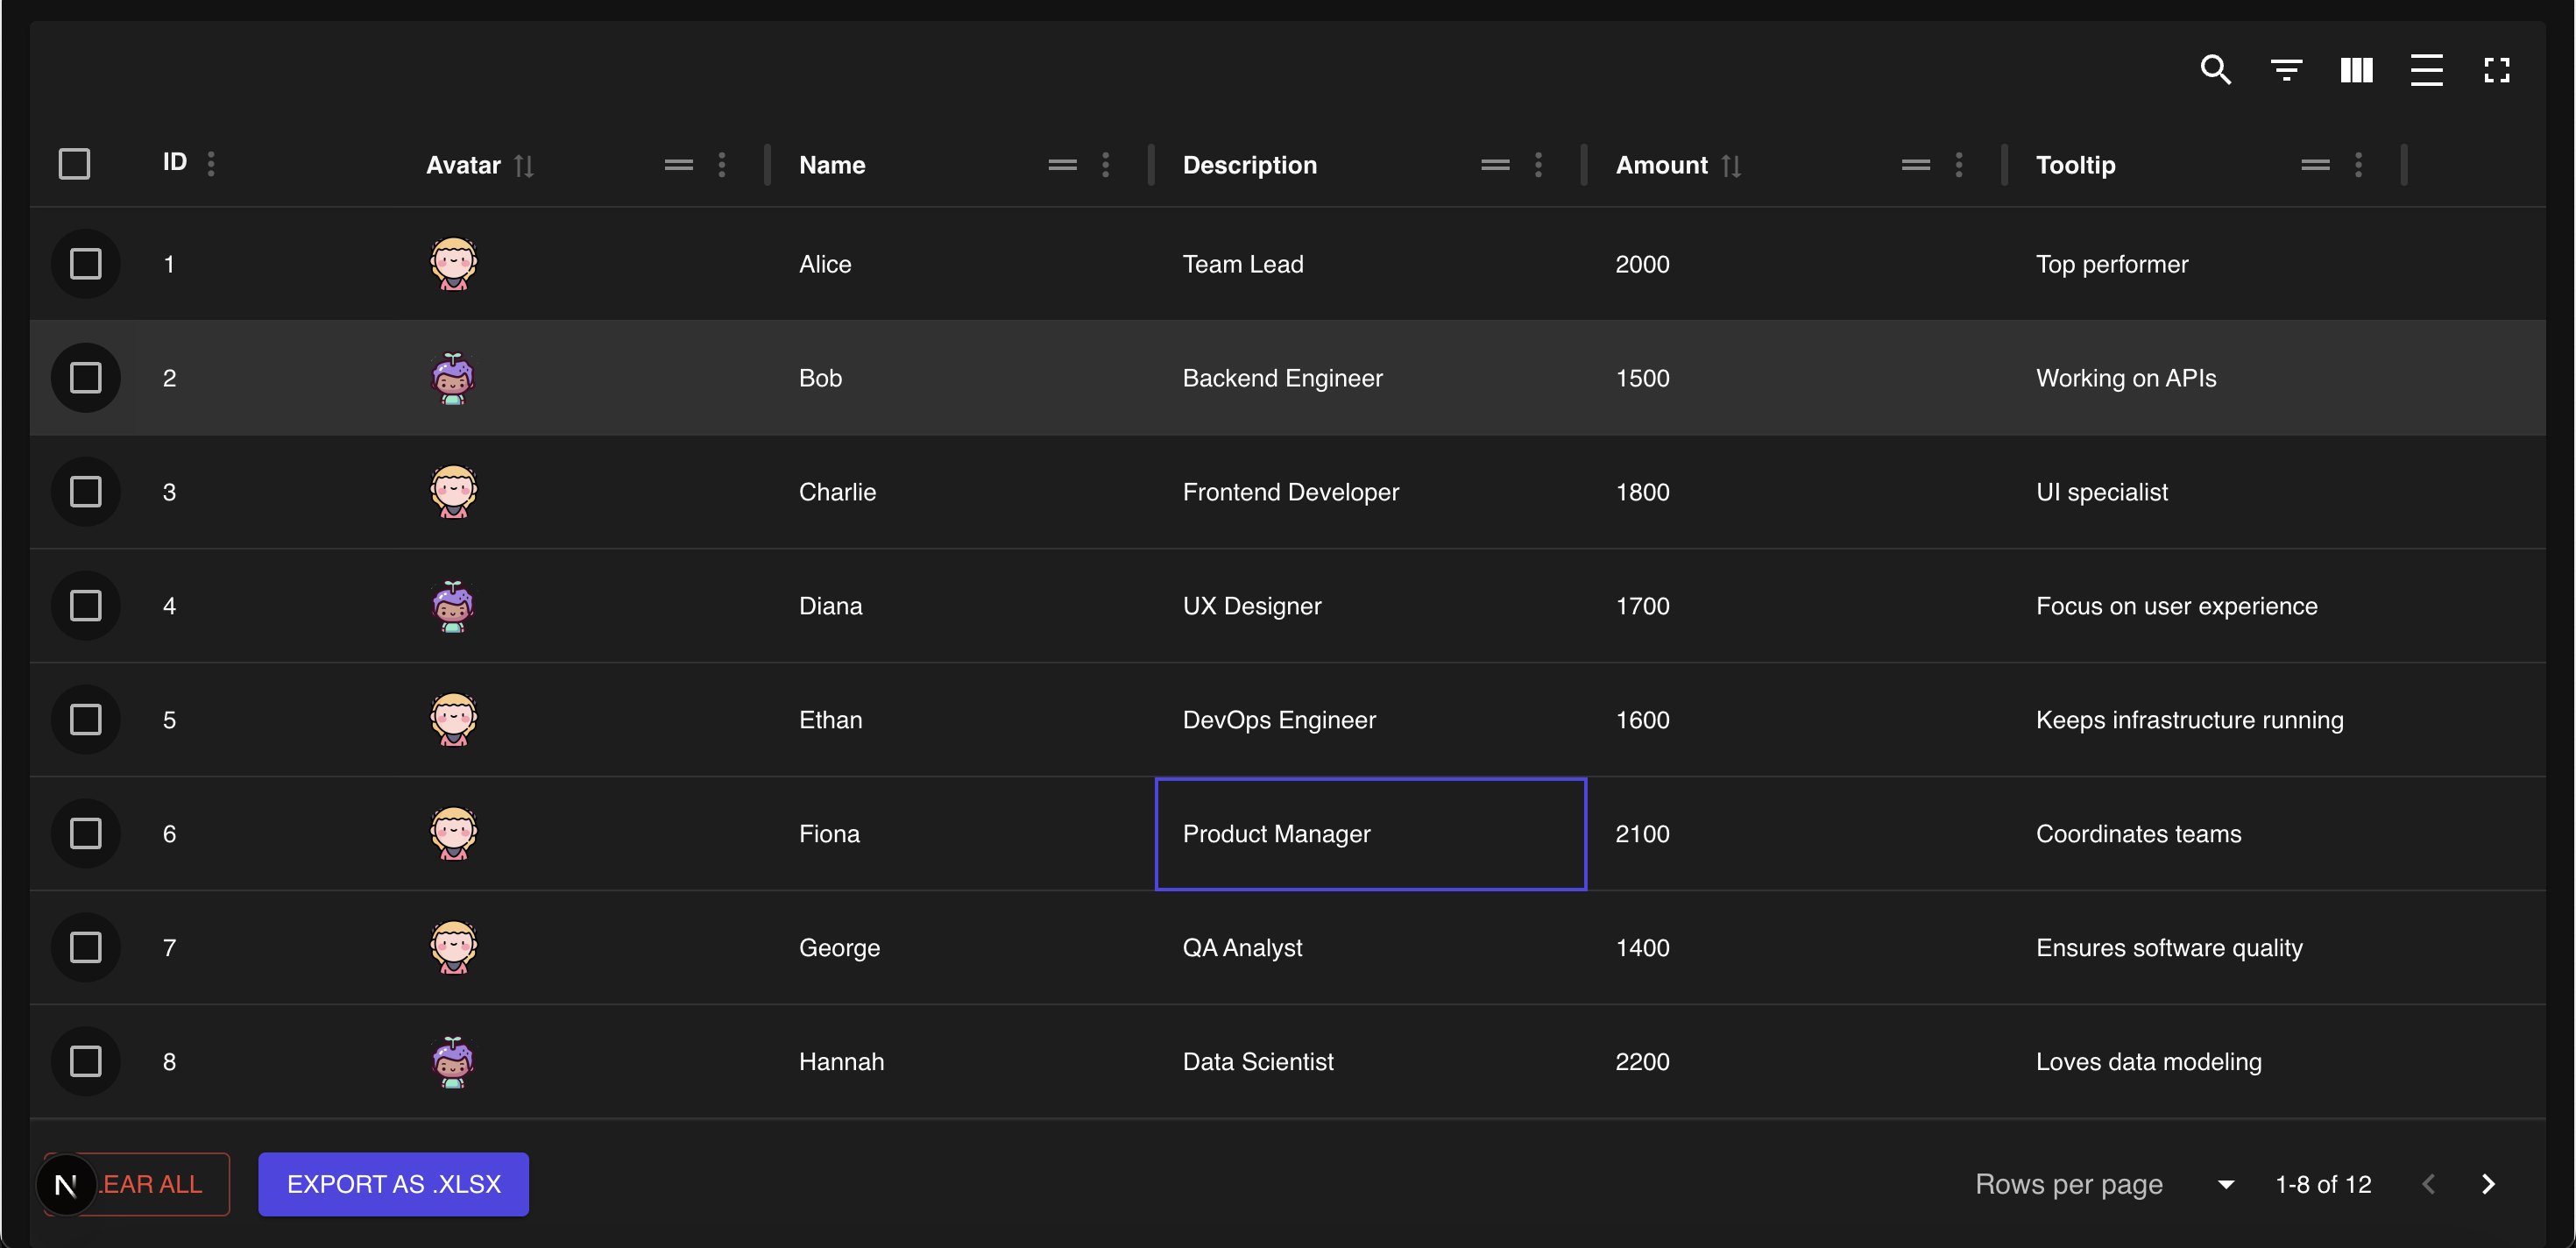 ID Avatar Name Description Amount Tooltip
1 Alice Team Lead 2000 Top performer
2 Bob Backend Engineer 1500 Working on APIs
3 Charlie Frontend Developer 1800 UI specialist
4 Diana UX Designer 1700 Focus on user experience
5 Ethan DevOps Engineer 1600 Keeps infrastructure running
6 Fiona Product Manager 2100 Coordinates teams
7 George QA Analyst 1400 Ensures software quality
8 Hannah Data Scientist 2200 Loves data modeling
N EAR ALL EXPORT AS .XLSX Rows per page 1-8 of 12